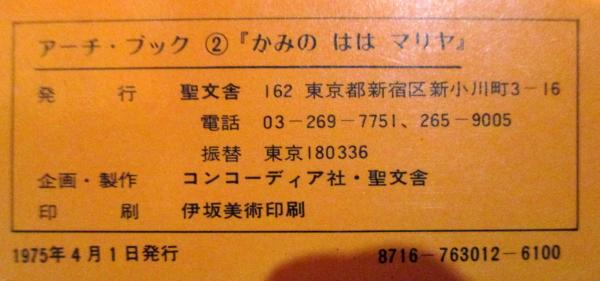 アーチ・ブック ②『かみの はは マリヤ』
発 行 聖文舎 162 東京都新宿区新小川町3-16
電話 03-269-7751、265-9005
振替 東京180336
企画・製作 コンコーディア社・聖文舎
印 刷 伊坂美術印刷
1975年4月1日発行 8716-763012-6100